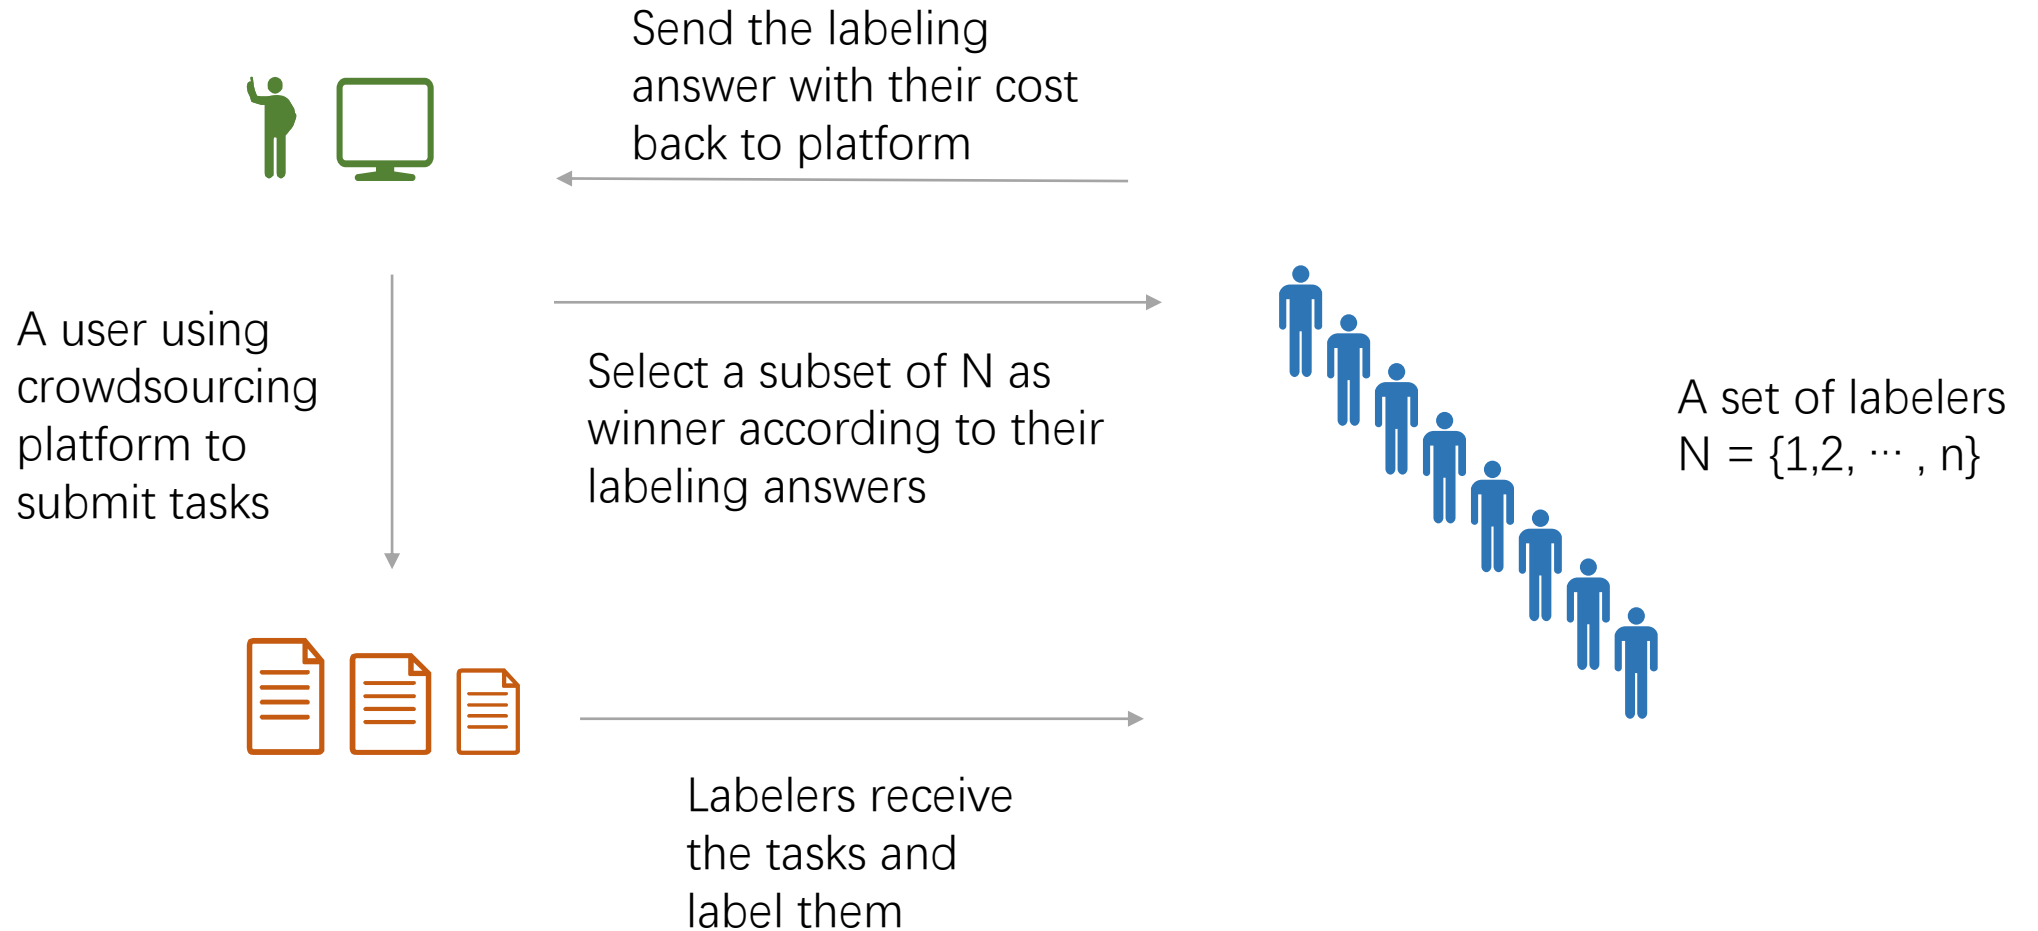 Send the labeling
answer with their cost
back to platform
A user using
crowdsourcing
platform to
submit tasks
Select a subset of N as
winner according to their
labeling answers
A set of labelers
N = {1,2, ··· , n}
Labelers receive
the tasks and
label them